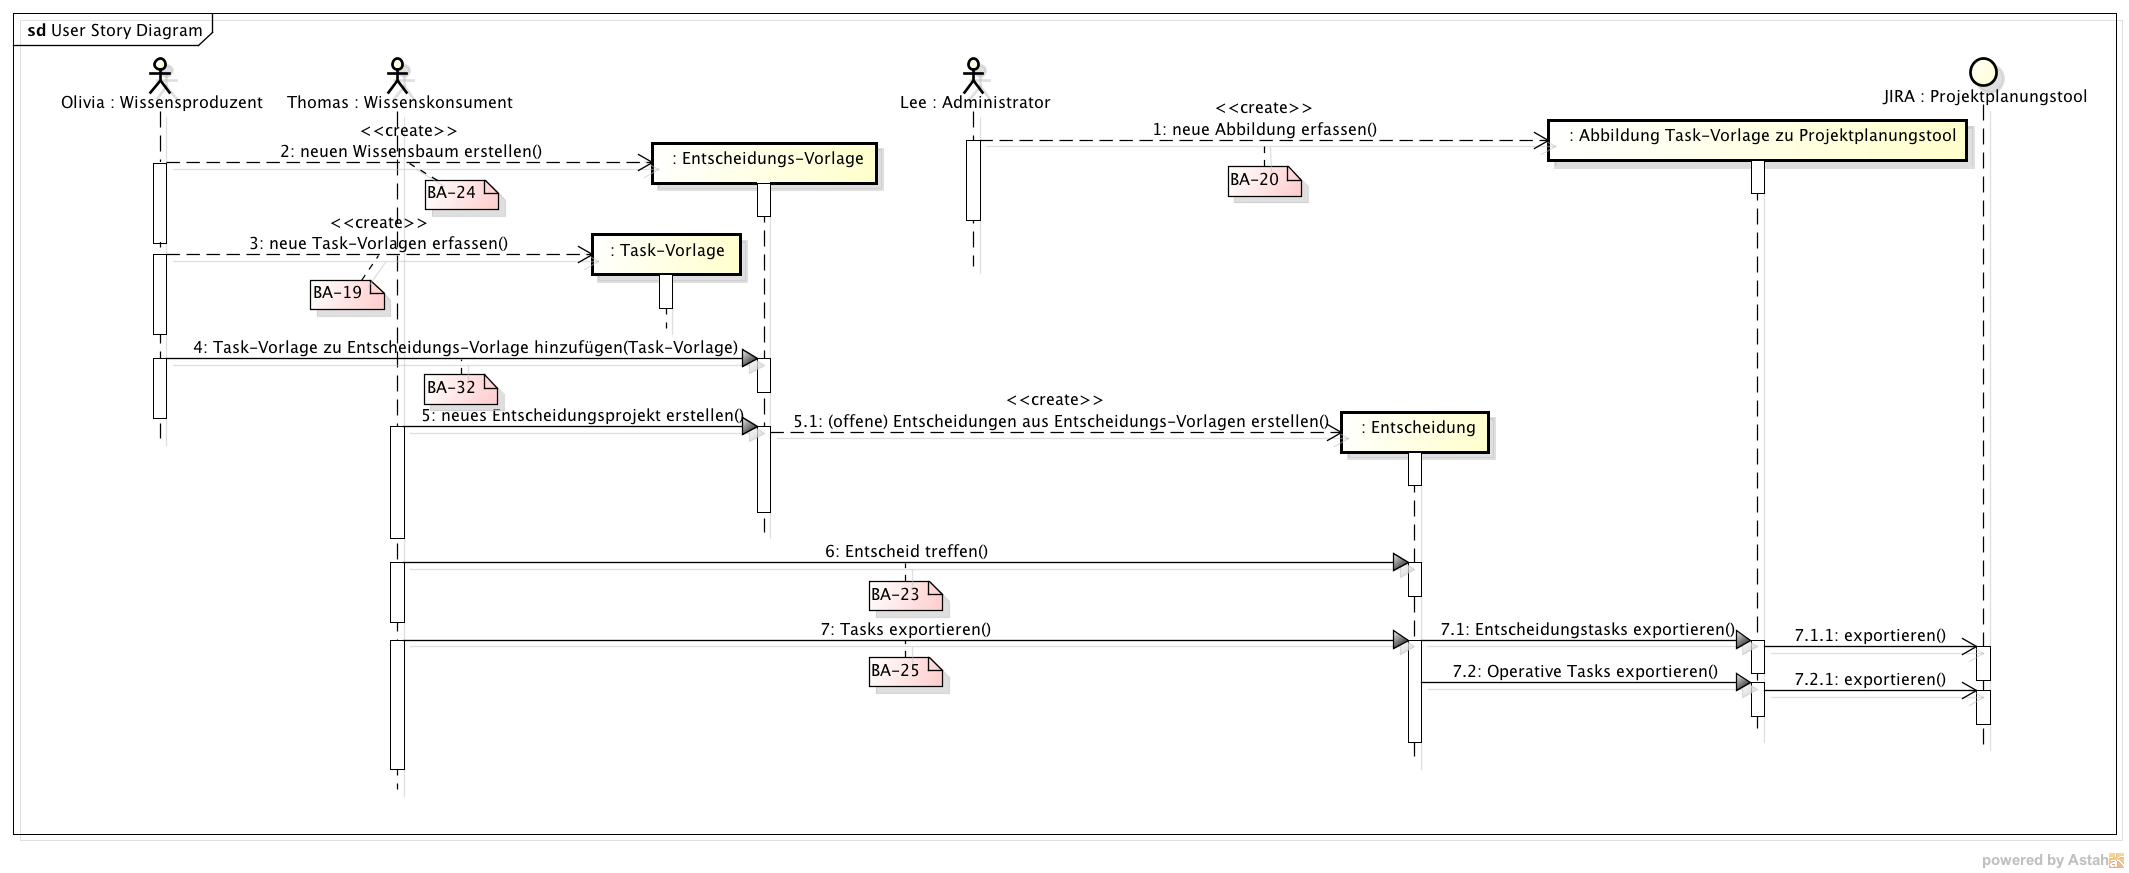 sd User Story Diagram
Olivia : Wissensproduzent
Thomas : Wissenskonsument
Lee : Administrator
JIRA : Projektplanungstool
<<create>>
1: neue Abbildung erfassen()
: Abbildung Task-Vorlage zu Projektplanungstool
BA-20
<<create>>
2: neuen Wissensbaum erstellen()
: Entscheidungs-Vorlage
BA-24
<<create>>
3: neue Task-Vorlagen erfassen()
: Task-Vorlage
BA-19
4: Task-Vorlage zu Entscheidungs-Vorlage hinzufügen(Task-Vorlage)
BA-32
5: neues Entscheidungsprojekt erstellen()
<<create>>
5.1: (offene) Entscheidungen aus Entscheidungs-Vorlagen erstellen()
: Entscheidung
6: Entscheid treffen()
BA-23
7: Tasks exportieren()
BA-25
7.1: Entscheidungstasks exportieren()
7.1.1: exportieren()
7.2: Operative Tasks exportieren()
7.2.1: exportieren()
powered by Astah